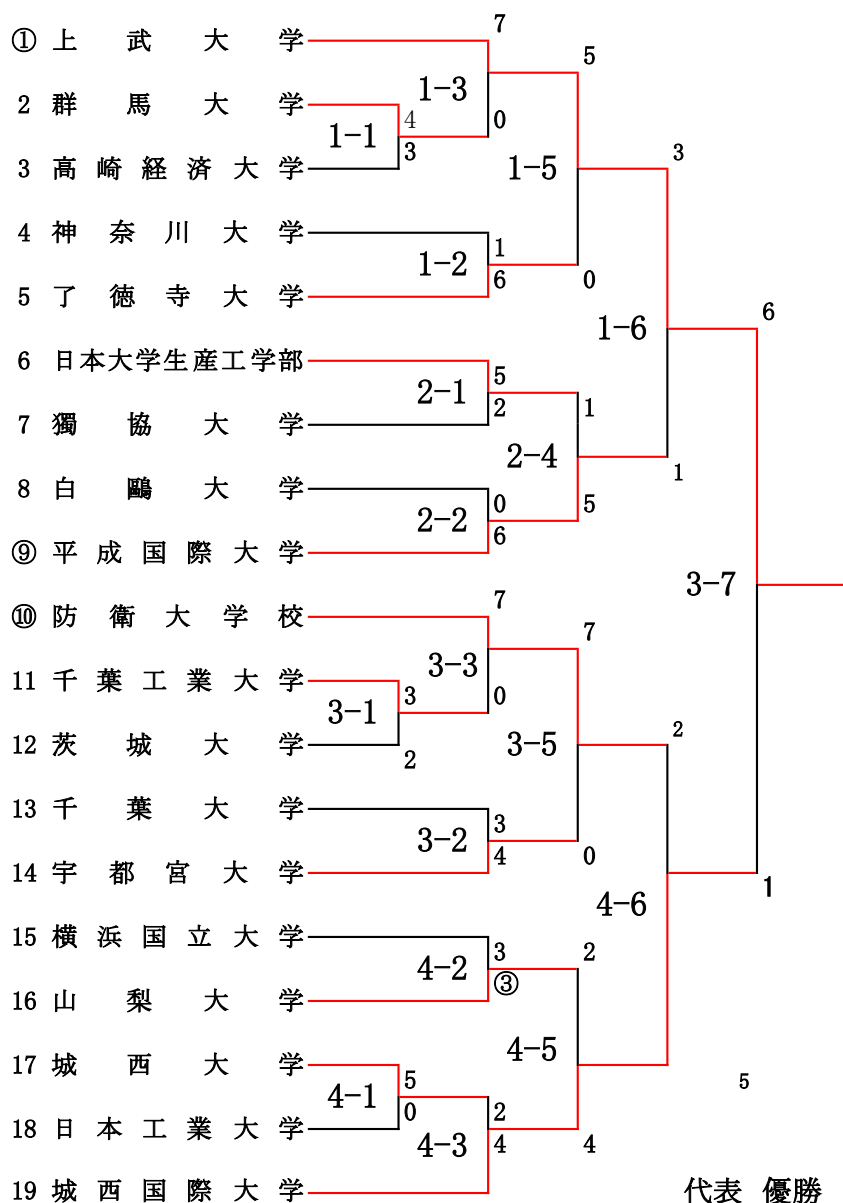 7
① 上武大学
5
1-3
2 群馬大学
4
0
1-1
3
3
3 高崎経済大学
1-5
4 神奈川大学
1
1-2
6
0
5 了徳寺大学
6
1-6
6 日本大学生産工学部
5
2-1
2
1
7 獨協大学
2-4
1
8 白鷗大学
0
5
2-2
6
⑨ 平成国際大学
3-7
7
⑩ 防衛大学校
7
3-3
11 千葉工業大学
3
0
3-1
2
12 茨城大学
3-5
2
13 千葉大学
3
3-2
4
0
14 宇都宮大学
1
4-6
15 横浜国立大学
3
2
4-2
③
16 山梨大学
4-5
17 城西大学
5
5
4-1
0
2
18 日本工業大学
4-3
4
4
19 城西国際大学
代表 優勝